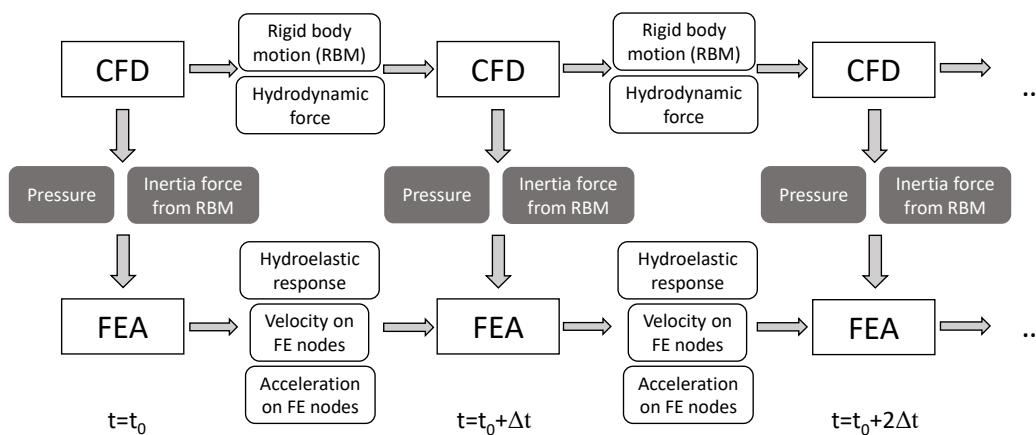 Rigid body
motion (RBM)
Rigid body
motion (RBM)
CFD
CFD
CFD
Hydrodynamic
force
Hydrodynamic
force
..
Pressure
Inertia force
from RBM
Pressure
Inertia force
from RBM
Pressure
Inertia force
from RBM
Hydroelastic
response
Hydroelastic
response
FEA
Velocity on
FE nodes
FEA
Velocity on
FE nodes
FEA
..
Acceleration
on FE nodes
Acceleration
on FE nodes
t=t₀
t=t₀+Δt
t=t₀+2Δt